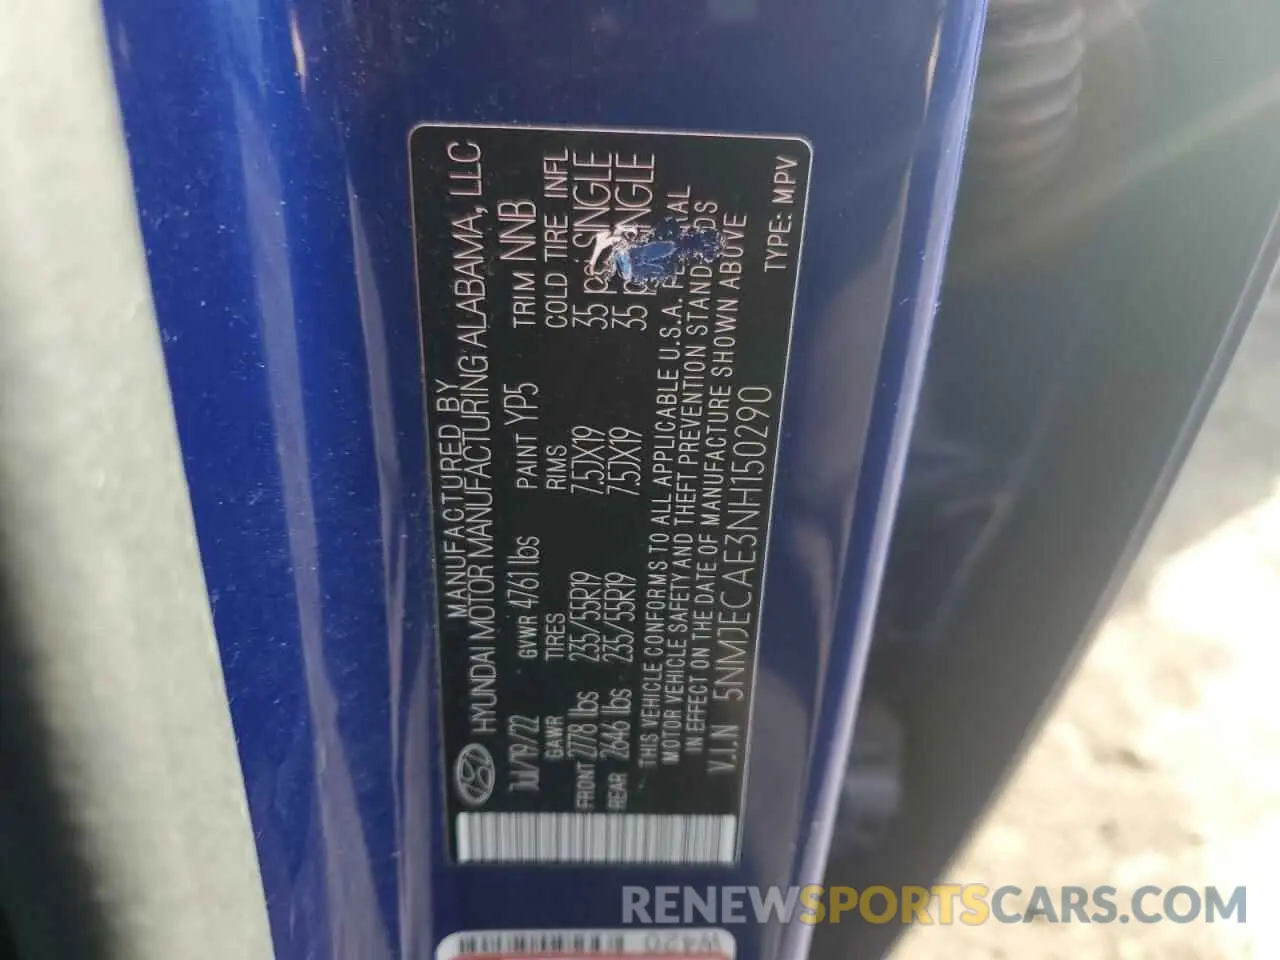 MANUFACTURED BY
HYUNDAI MOTOR MANUFACTURING ALABAMA, LLC
Jul/19/22 GVWR 4761 lbs PAINT YP5 TRIM NNB
GAWR TIRES RIMS COLD TIRE INFL
FRONT 2778 lbs 235/55R19 7.5JX19 35 SINGLE
REAR 2646 lbs 235/55R19 7.5JX19 35
THIS VEHICLE CONFORMS TO ALL APPLICABLE U.S.A.
MOTOR VEHICLE SAFETY AND THEFT PREVENTION
IN EFFECT ON THE DATE OF MANUFACTURE SHOWN ABOVE
V.I.N 5NMJECAE3NH150290 TYPE: MPV
W420
RENEWSPORTSCARS.COM